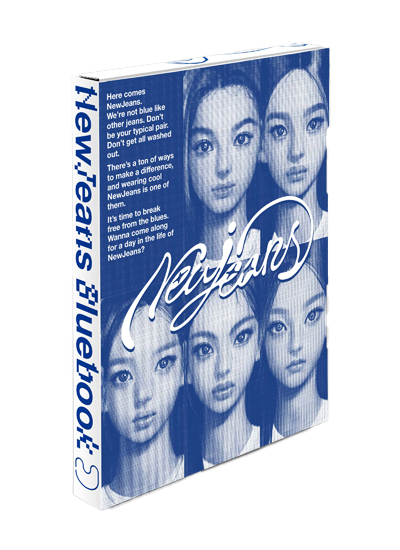 Here comes
NewJeans.
We're not blue like
other jeans. Don't
be your typical pair.
Don't get all washed
out.
There's a ton of ways
to make a difference,
and wearing cool
NewJeans is one of
them.
It's time to break
free from the blues.
Wanna come along
for a day in the life of
NewJeans?
NewJeans
NewJeans Bluebook